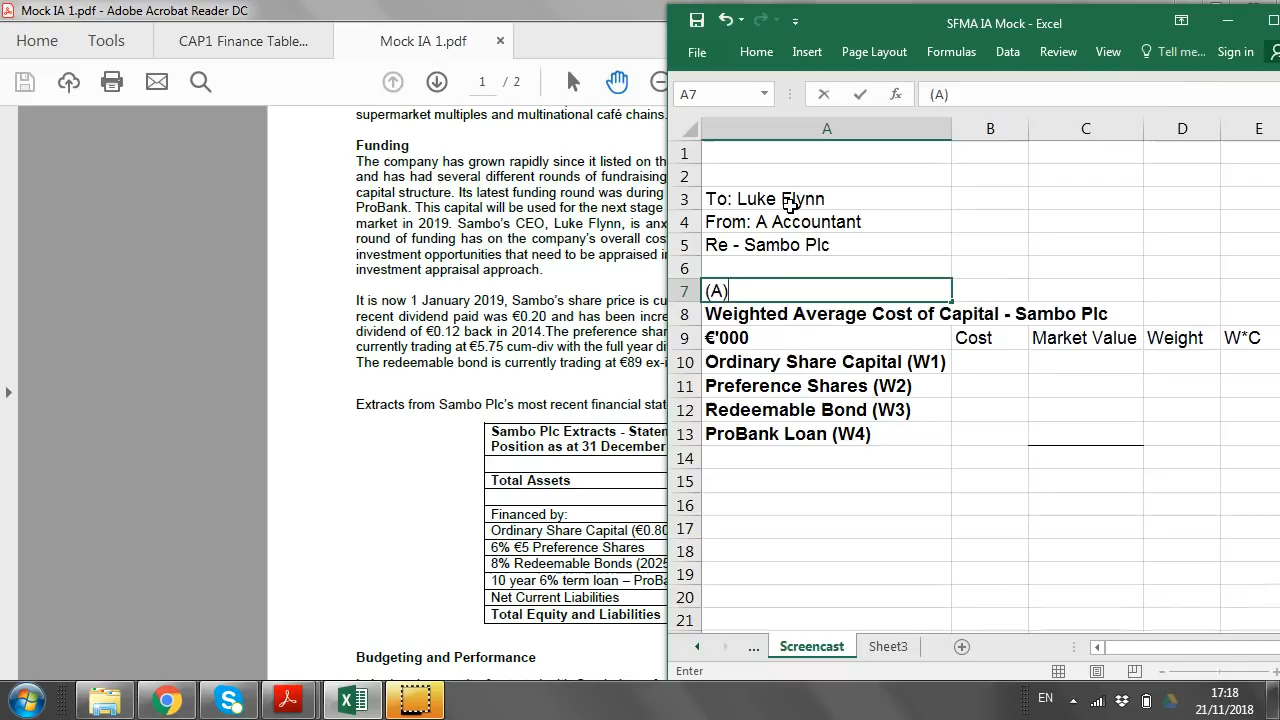 Mock IA 1.pdf - Adobe Acrobat Reader DC
Home Tools CAP1 Finance Table... Mock IA 1.pdf ×
1 / 2
supermarket multiples and multinational café chains.
Funding
The company has grown rapidly since it listed on th
and has had several different rounds of fundraising
capital structure. Its latest funding round was during
ProBank. This capital will be used for the next stage
market in 2019. Sambo's CEO, Luke Flynn, is anx
round of funding has on the company's overall cos
investment opportunities that need to be appraised in
investment appraisal approach.
It is now 1 January 2019, Sambo's share price is cu
recent dividend paid was €0.20 and has been incre
dividend of €0.12 back in 2014.The preference shar
currently trading at €5.75 cum-div with the full year di
The redeemable bond is currently trading at €89 ex-i
Extracts from Sambo Plc's most recent financial stat
Sambo Plc Extracts - Statem
Position as at 31 December
Total Assets
Financed by:
Ordinary Share Capital (€0.80
6% €5 Preference Shares
8% Redeemable Bonds (2025
10 year 6% term loan – ProBa
Net Current Liabilities
Total Equity and Liabilities
Budgeting and Performance
SFMA IA Mock - Excel
File Home Insert Page Layout Formulas Data Review View Tell me... Sign in
A7 fx (A)
A B C D E
1
2
3 To: Luke Flynn
4 From: A Accountant
5 Re - Sambo Plc
6
7 (A)
8 Weighted Average Cost of Capital - Sambo Plc
9 €'000 Cost Market Value Weight W*C
10 Ordinary Share Capital (W1)
11 Preference Shares (W2)
12 Redeemable Bond (W3)
13 ProBank Loan (W4)
14
15
16
17
18
19
20
21
... Screencast Sheet3
Enter
EN 17:18
21/11/2018